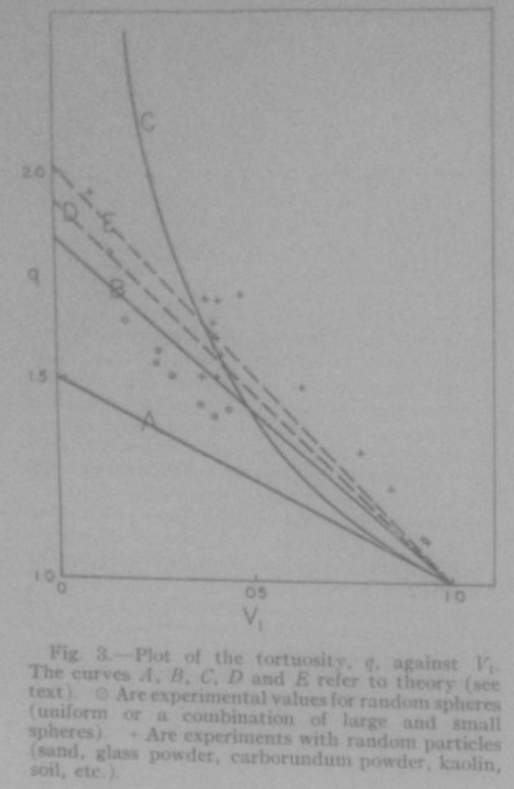 C
2.0
D
E
q
B
1.5
A
1.0
0
0.5
1.0
V₁
Fig. 3.—Plot of the tortuosity, q, against V₁.
The curves A, B, C, D and E refer to theory (see
text). ⊙ Are experimental values for random spheres
(uniform or a combination of large and small
spheres). + Are experiments with random particles
(sand, glass powder, carborundum powder, kaolin,
soil, etc.).